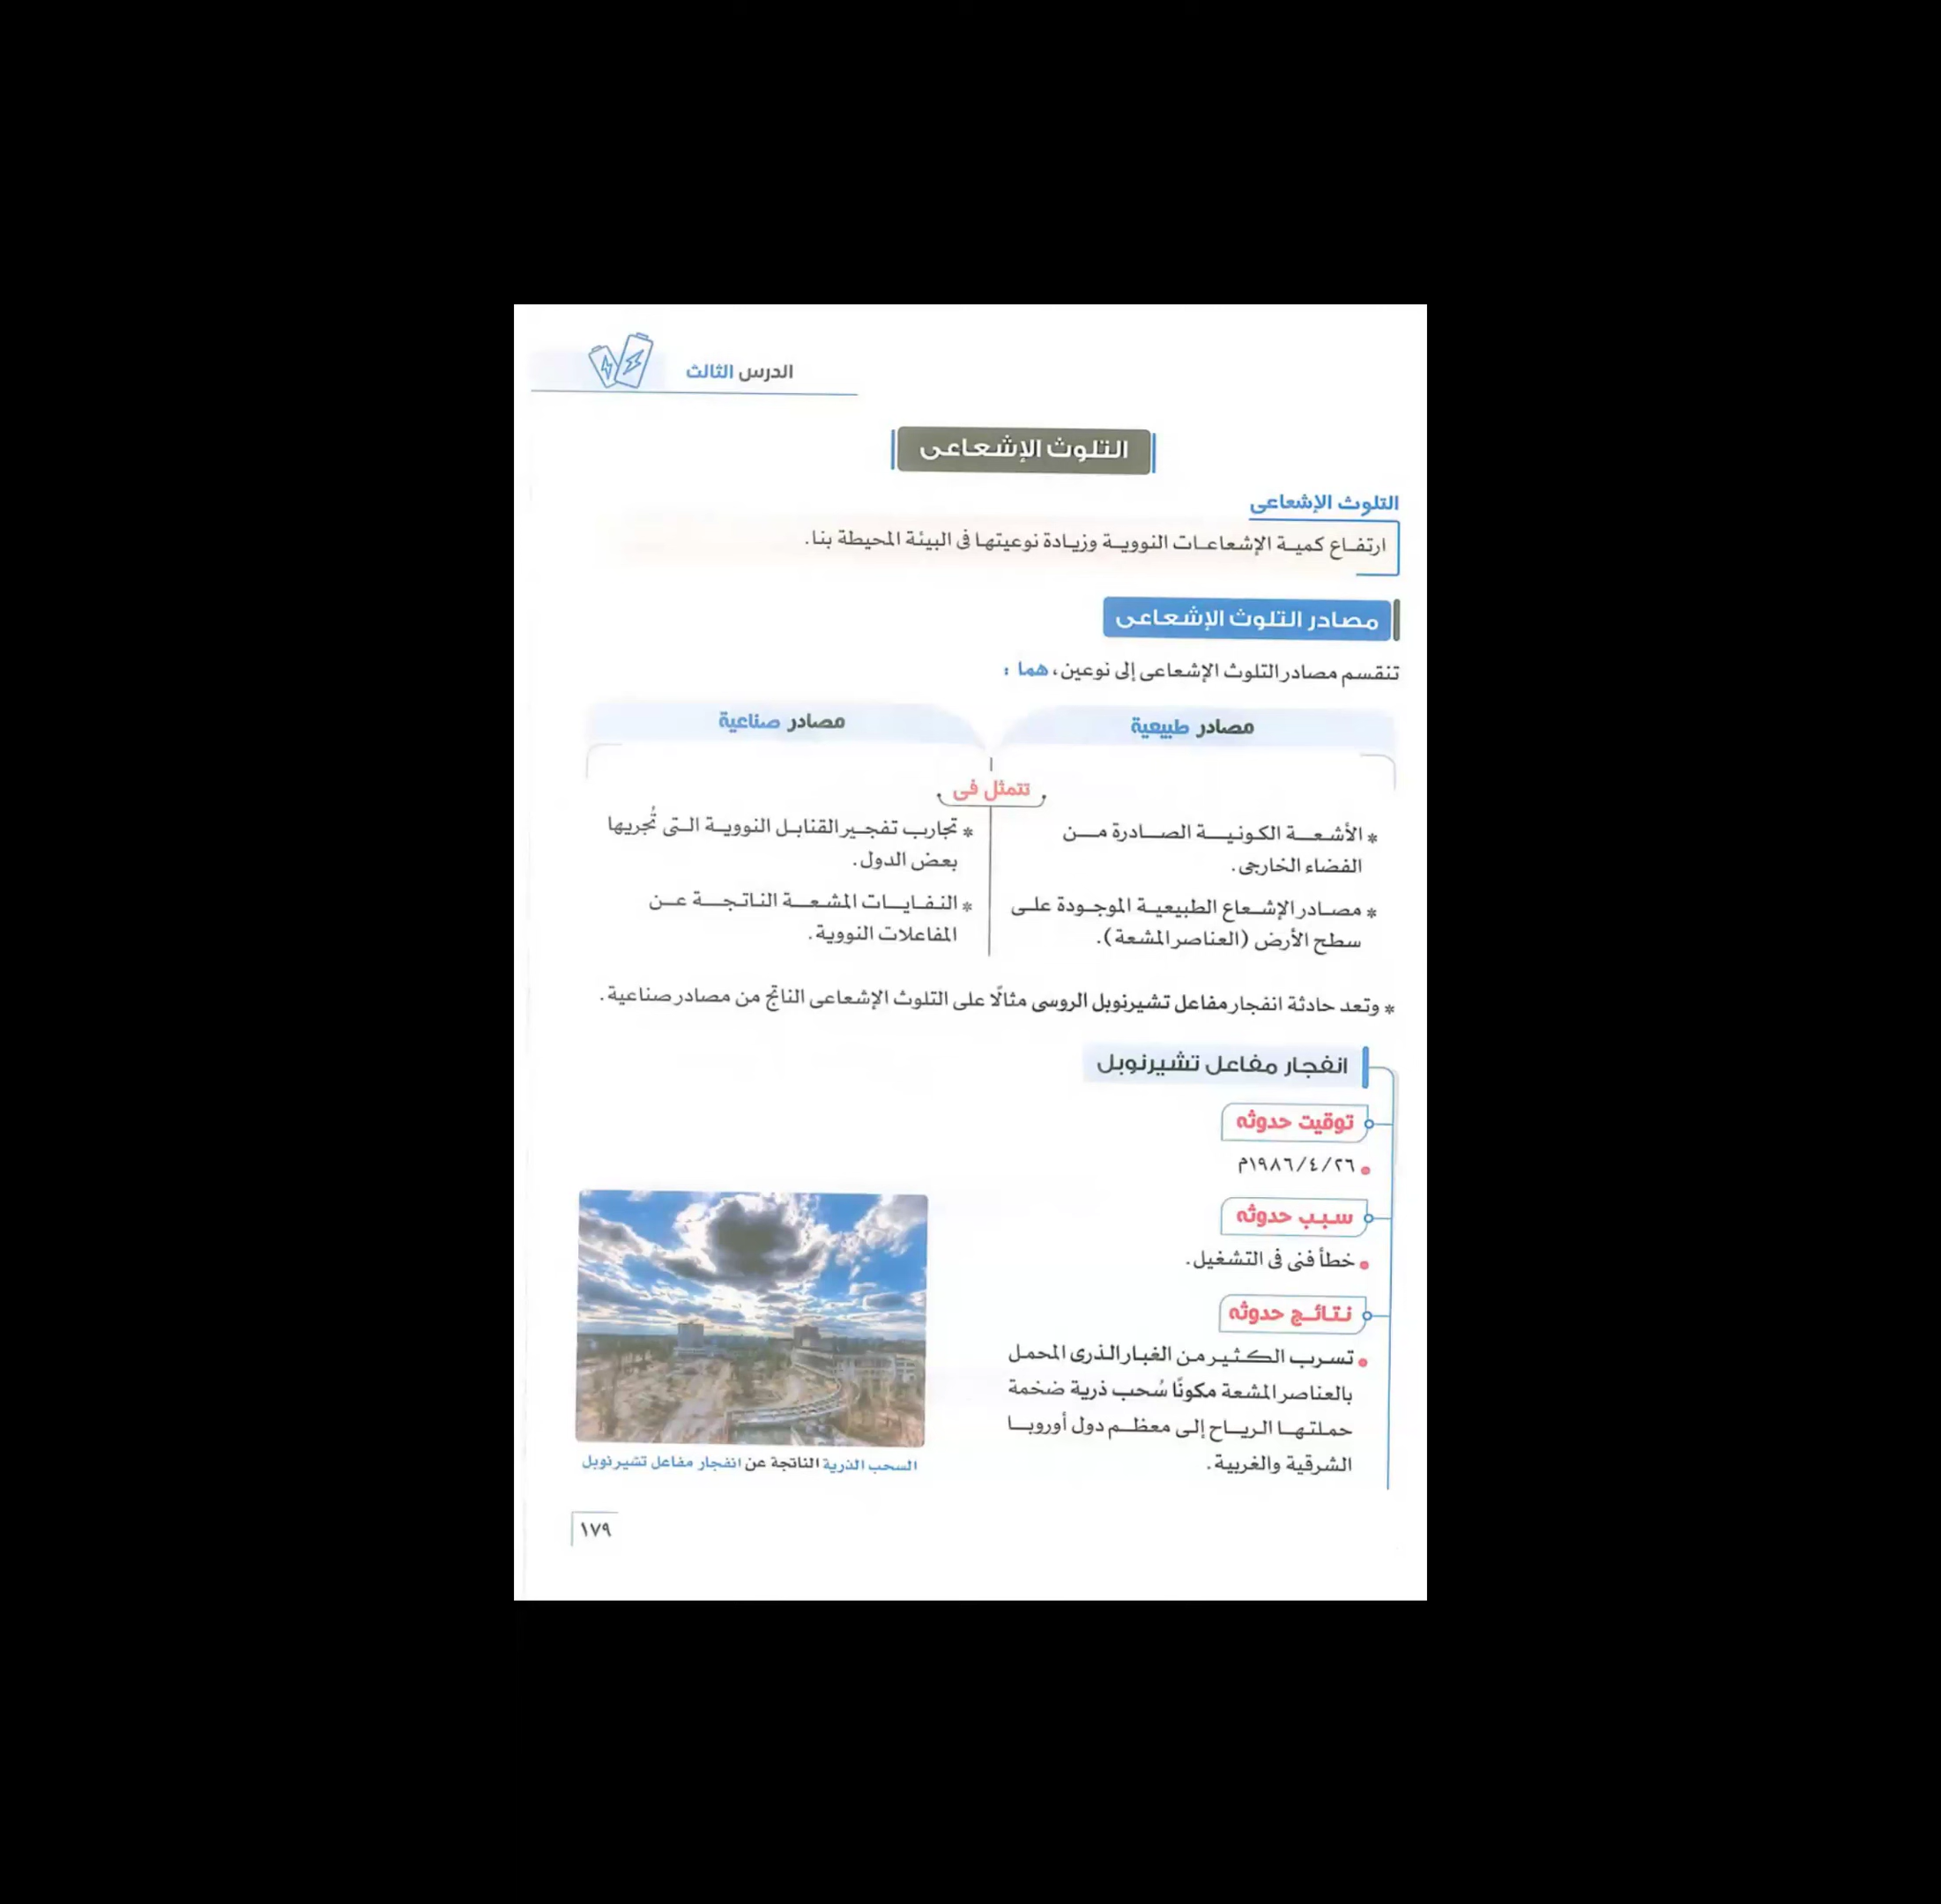 الدرس الثالث
التلوث الإشعاعى
التلوث الإشعاعى
ارتفاع كمية الإشعاعات النووية وزيادة نوعيتها فى البيئة المحيطة بنا.
مصادر التلوث الإشعاعى
تنقسم مصادر التلوث الإشعاعى إلى نوعين، هما :
مصادر طبيعية
مصادر صناعية
تتمثل فى
* الأشعة الكونية الصادرة من
الفضاء الخارجى.
* مصادر الإشعاع الطبيعية الموجودة على
سطح الأرض (العناصر المشعة).
* تجارب تفجير القنابل النووية التى تُجريها
بعض الدول.
* النفايات المشعة الناتجة عن
المفاعلات النووية.
* وتعد حادثة انفجار مفاعل تشيرنوبل الروسى مثالًا على التلوث الإشعاعى الناتج من مصادر صناعية.
انفجار مفاعل تشيرنوبل
توقيت حدوثه
• ٢٦/٤/١٩٨٦م
سبب حدوثه
• خطأ فنى فى التشغيل.
نتائج حدوثه
• تسرب الكثير من الغبار الذرى المحمل
بالعناصر المشعة مكونًا سُحب ذرية ضخمة
حملتها الرياح إلى معظم دول أوروبا
الشرقية والغربية.
السحب الذرية الناتجة عن انفجار مفاعل تشيرنوبل
١٧٩